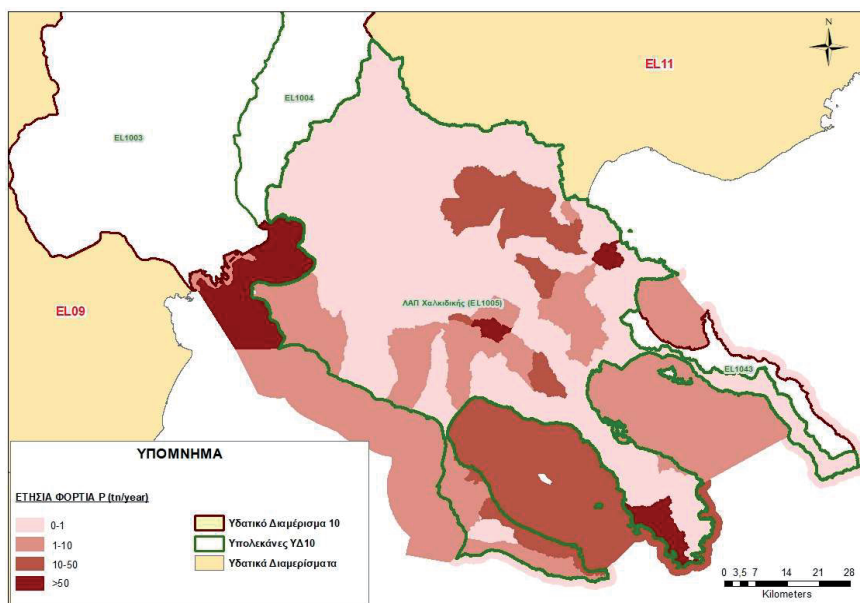 N
EL11
EL1004
EL1003
ΛΑΠ Χαλκιδικής (EL1005)
EL09
EL1043
ΥΠΟΜΝΗΜΑ
ΕΤΗΣΙΑ ΦΟΡΤΙΑ P (tn/year)
0-1
1-10
10-50
>50
Υδατικό Διαμέρισμα 10
Υπολεκάνες ΥΔ10
Υδατικά Διαμερίσματα
0 3,5 7 14 21 28
Kilometers